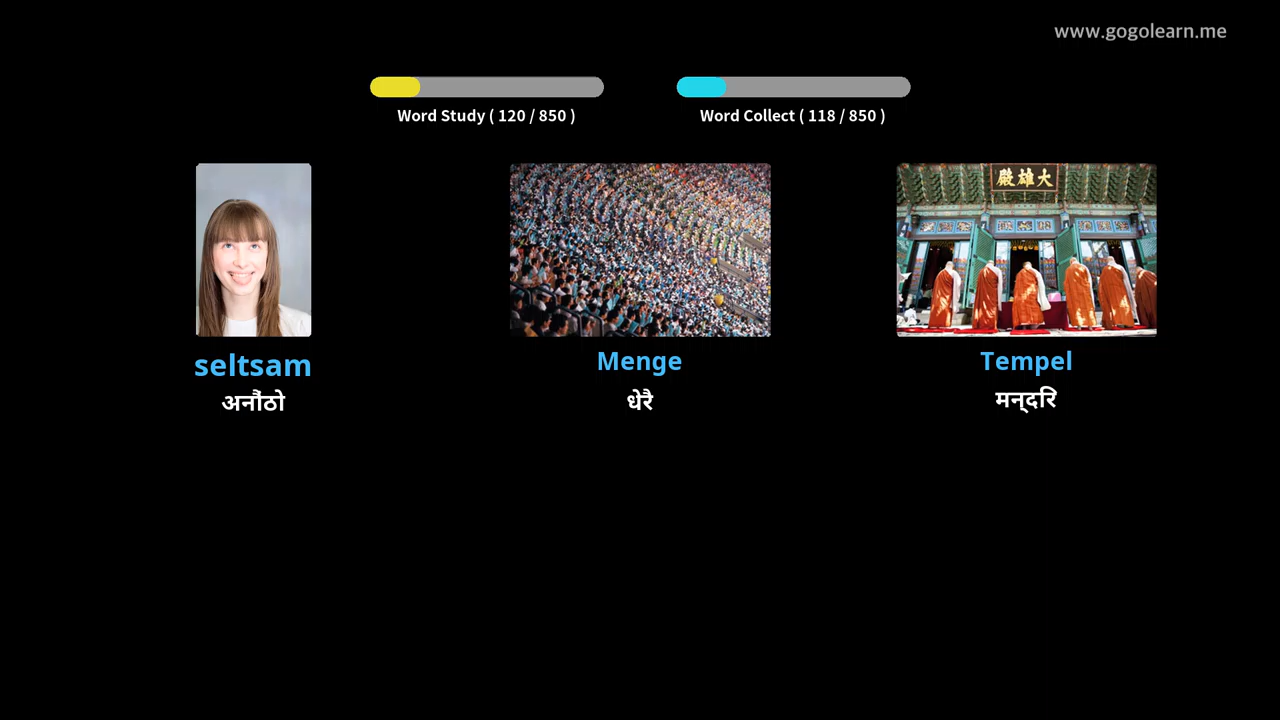 www.gogolearn.me
Word Study ( 120 / 850 )
Word Collect ( 118 / 850 )
大雄殿
seltsam
Menge
Tempel
अनौंठो
धेरै
मन्दिर